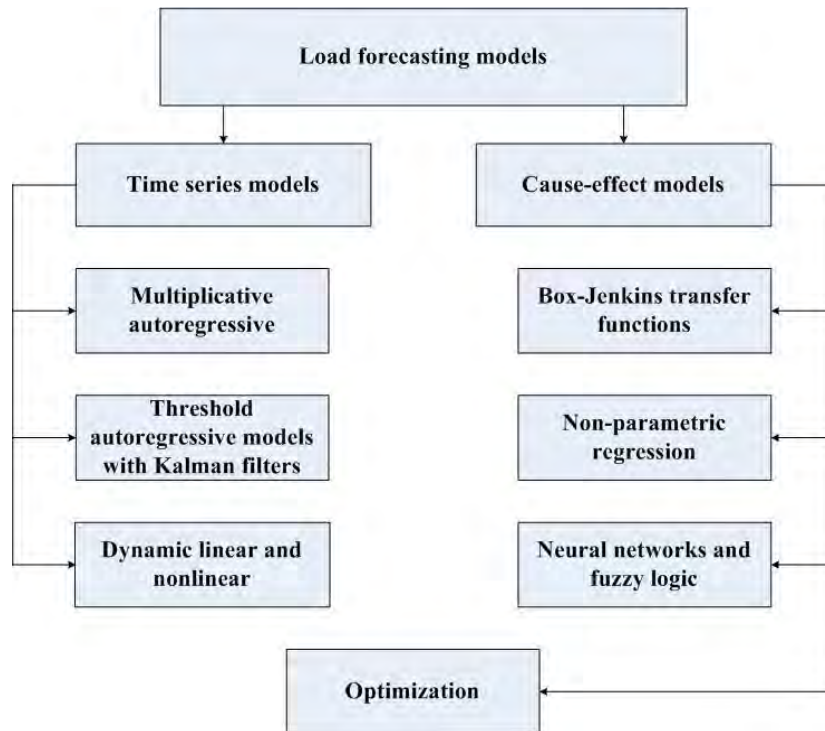 Load forecasting models
Time series models
Cause-effect models
Multiplicative
autoregressive
Box-Jenkins transfer
functions
Threshold
autoregressive models
with Kalman filters
Non-parametric
regression
Dynamic linear and
nonlinear
Neural networks and
fuzzy logic
Optimization